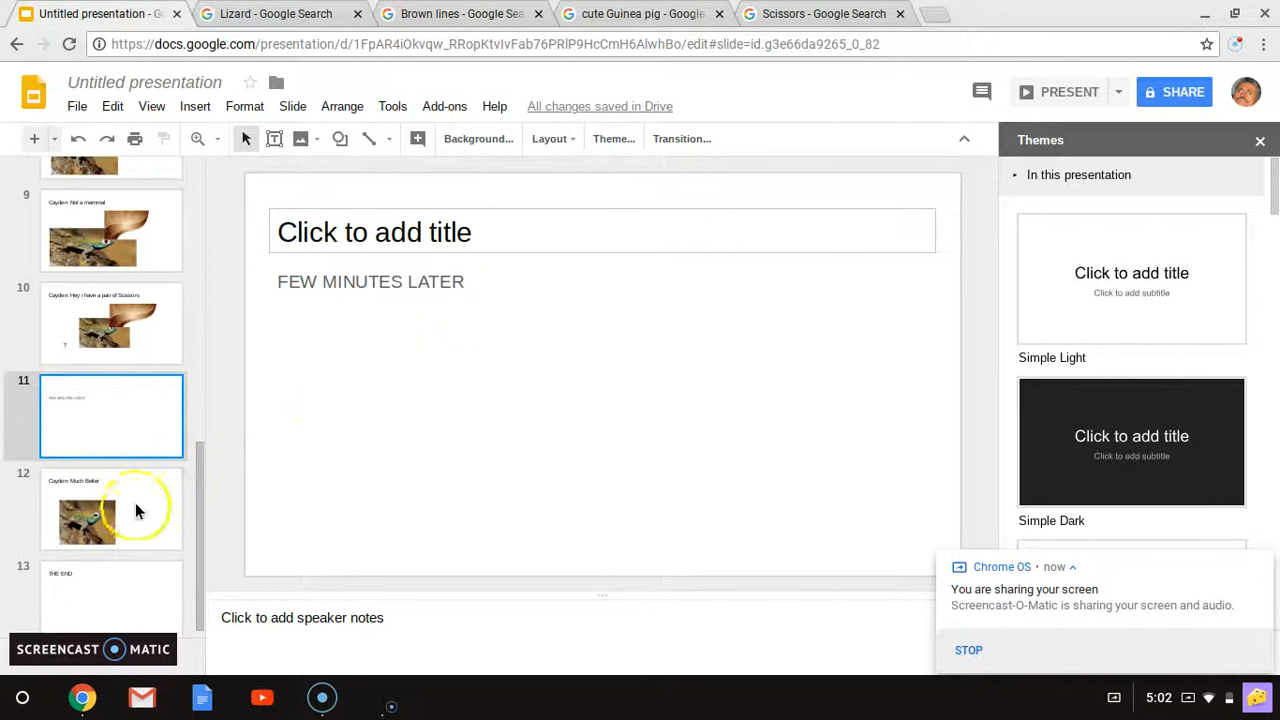 Untitled presentation - G
Lizard - Google Search
Brown lines - Google Sea
cute Guinea pig - Google
Scissors - Google Search
https://docs.google.com/presentation/d/1FpAR4iOkvqw_RRopKtvIvFab76PRlP9HcCmH6AlwhBo/edit#slide=id.g3e66da9265_0_82
Untitled presentation
File Edit View Insert Format Slide Arrange Tools Add-ons Help All changes saved in Drive
PRESENT
SHARE
Background... Layout Theme... Transition...
Themes
In this presentation
9
Cayden: Not a mammal
10
Cayden: Hey i have a pair of Scissors
11
FEW MINUTES LATER
12
Cayden: Much Better
13
THE END
Click to add title
FEW MINUTES LATER
Click to add speaker notes
Click to add title
Click to add subtitle
Simple Light
Click to add title
Click to add subtitle
Simple Dark
Chrome OS • now
You are sharing your screen
Screencast-O-Matic is sharing your screen and audio.
STOP
SCREENCAST MATIC
5:02